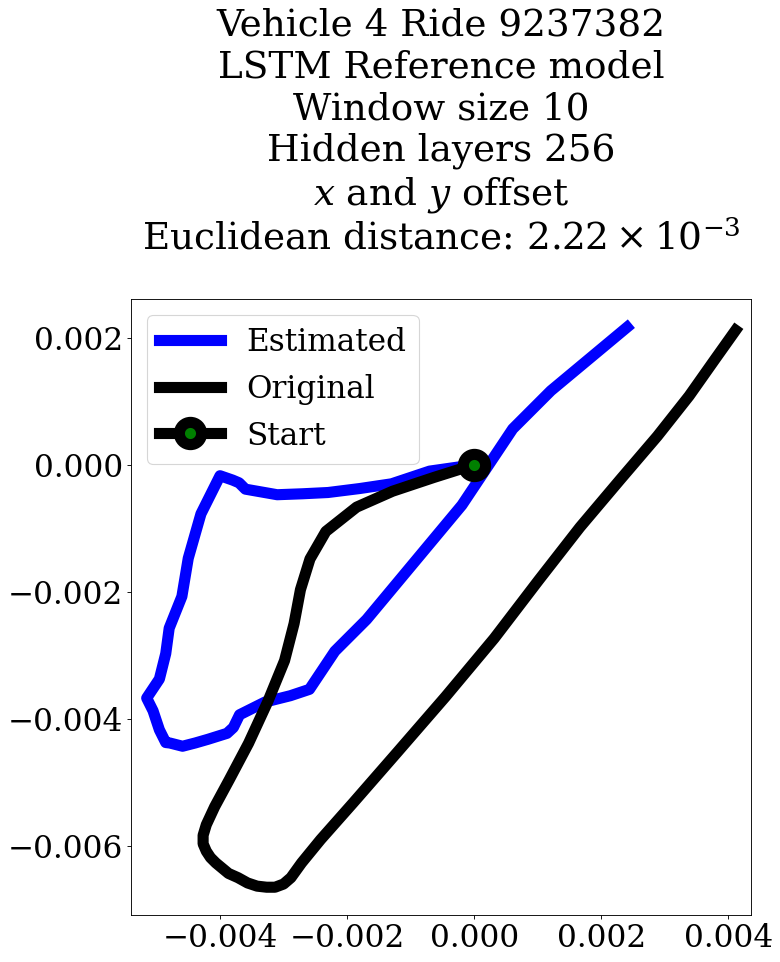 Vehicle 4 Ride 9237382
LSTM Reference model
Window size 10
Hidden layers 256
x and y offset
Euclidean distance: 2.22 × 10⁻³
Estimated
Original
Start
0.002
0.000
−0.002
−0.004
−0.006
−0.004 −0.002 0.000 0.002 0.004